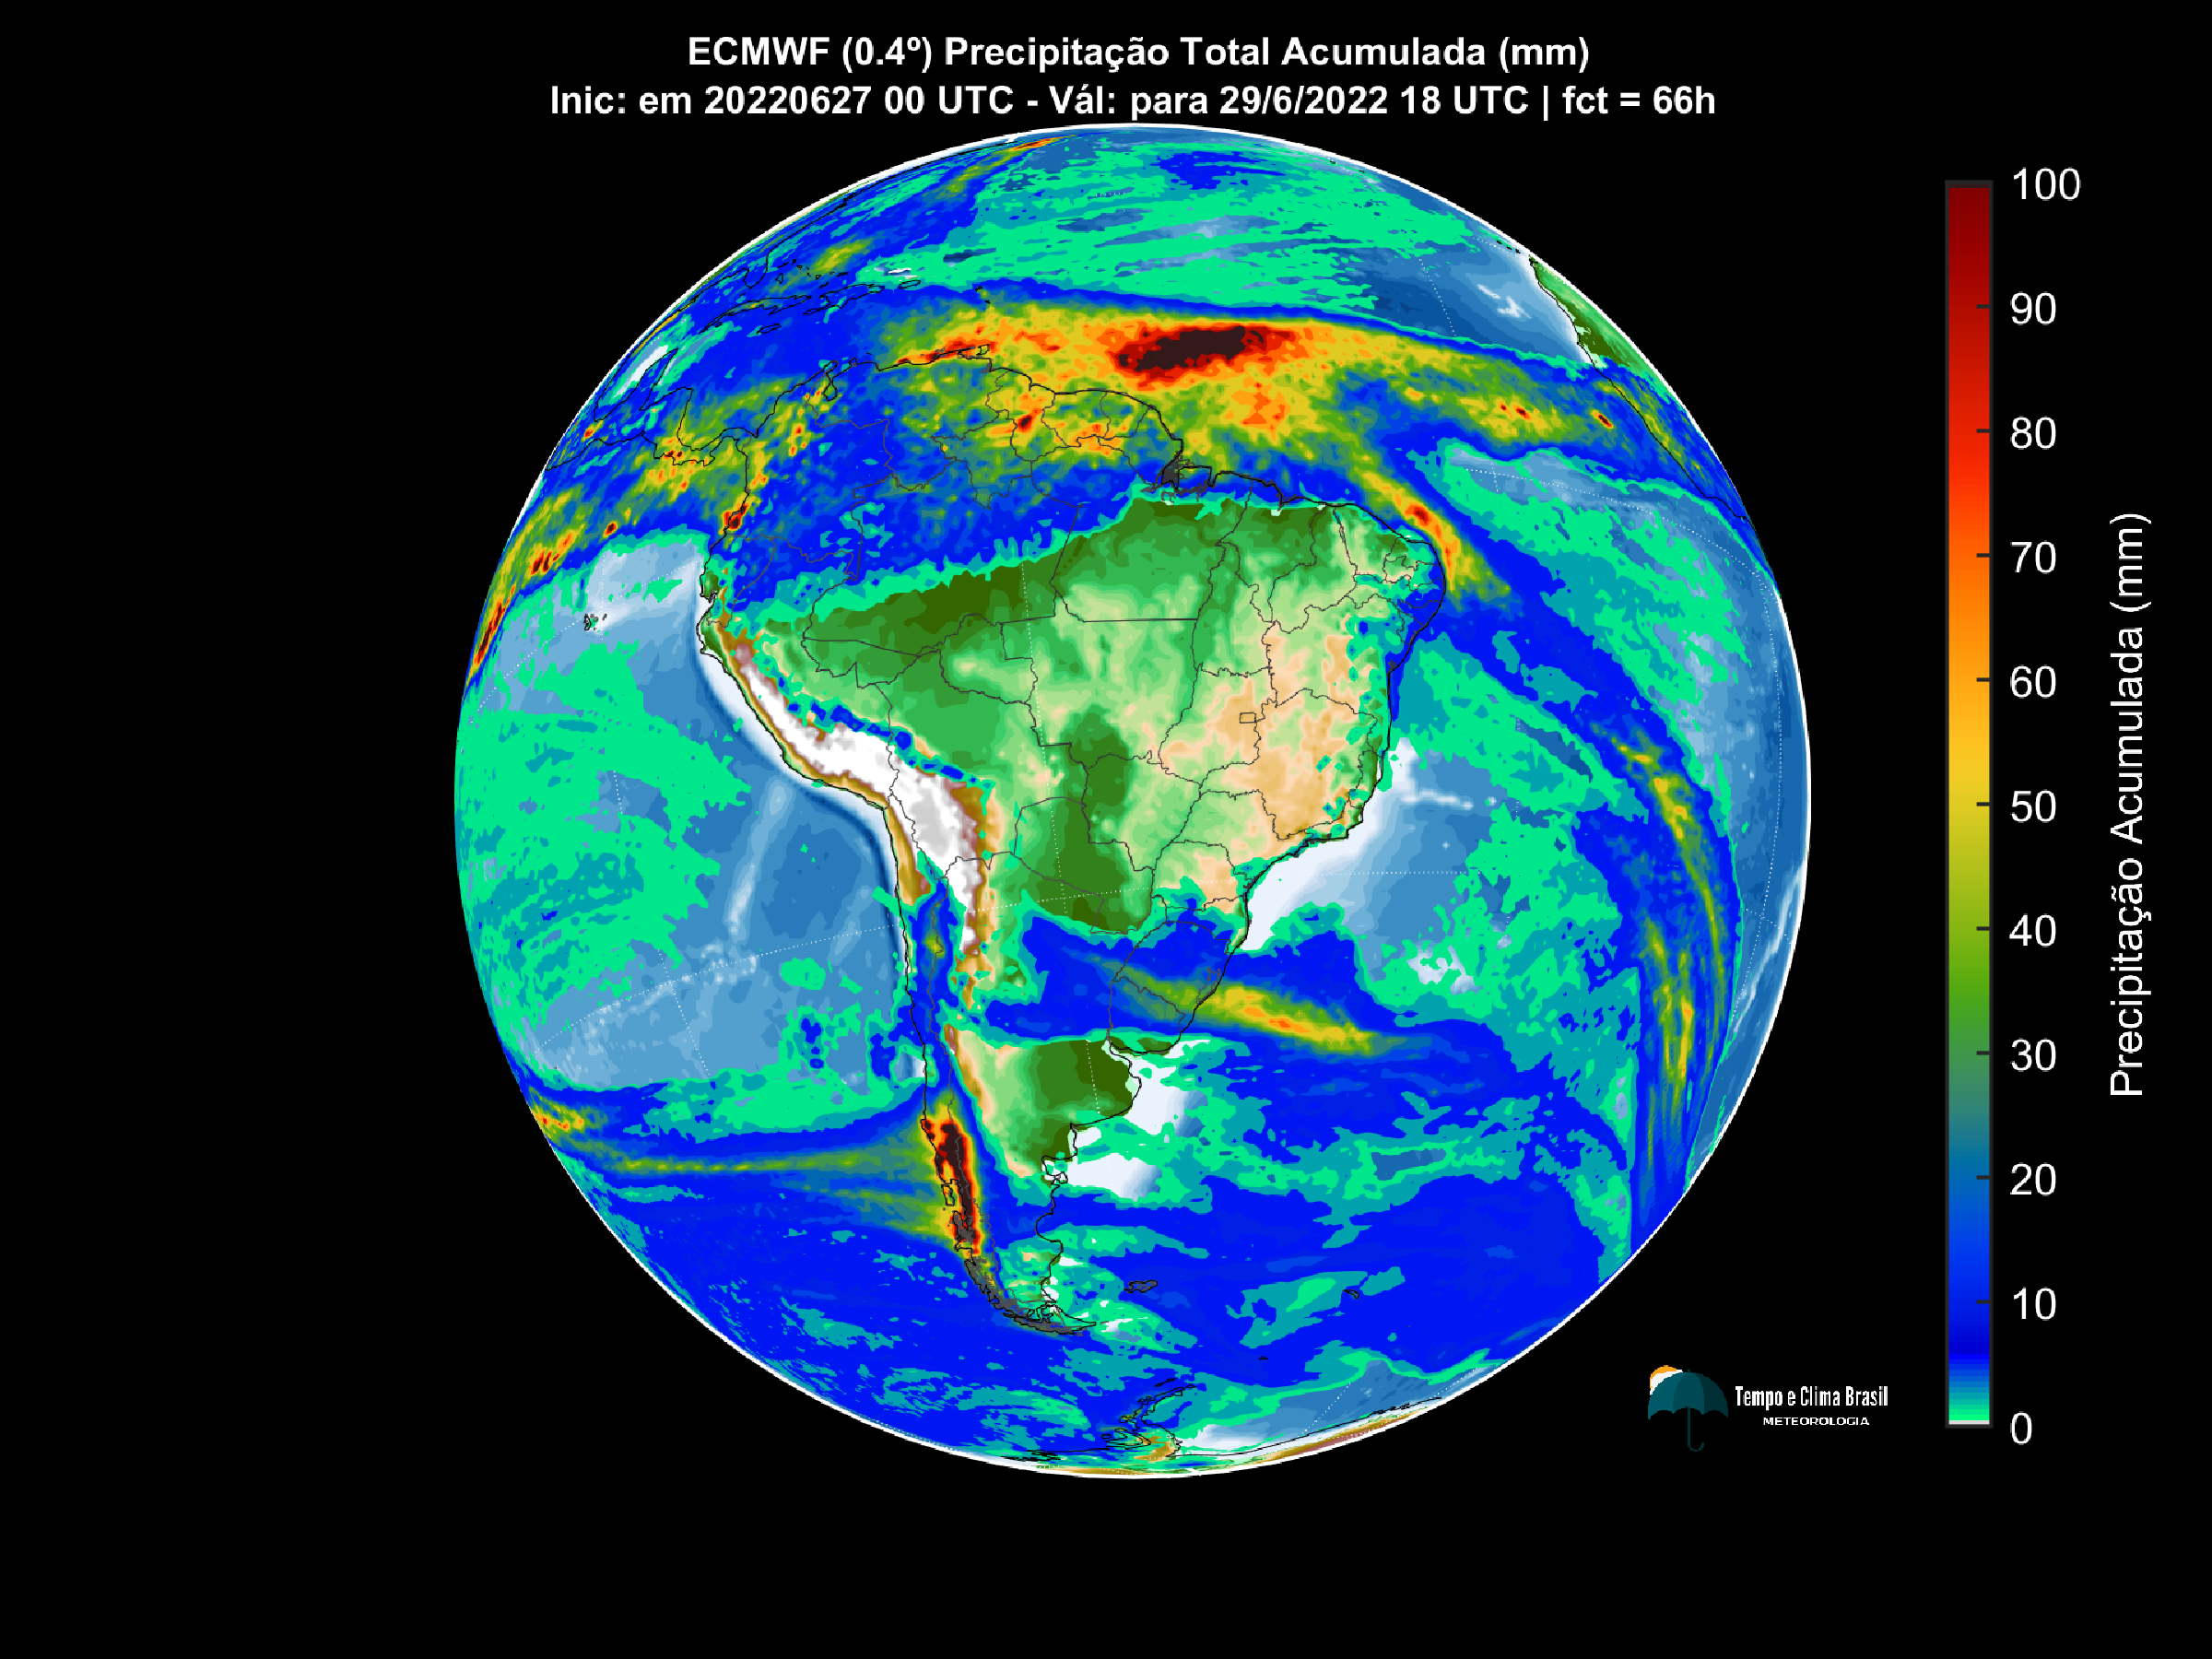 ECMWF (0.4º) Precipitação Total Acumulada (mm)
Inic: em 20220627 00 UTC - Vál: para 29/6/2022 18 UTC | fct = 66h
100
90
80
70
60
50
40
30
20
10
0
Precipitação Acumulada (mm)
Tempo e Clima Brasil
METEOROLOGIA